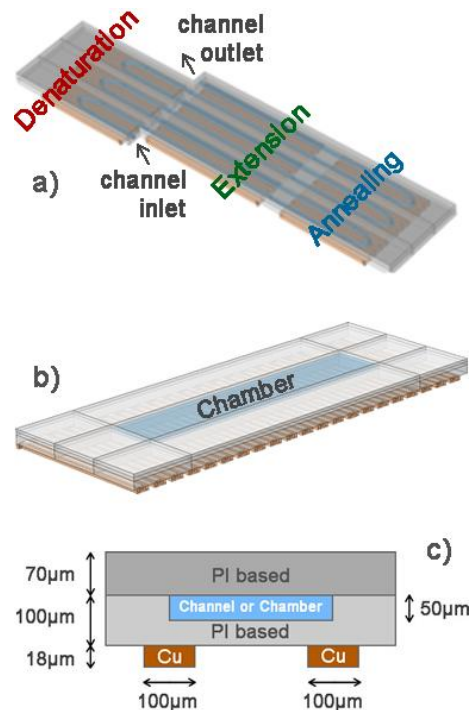 channel
outlet
Denaturation
Extension
Annealing
a)
channel
inlet
b)
Chamber
c)
70µm
PI based
100µm
Channel or Chamber
50µm
PI based
18µm
Cu
Cu
100µm
100µm